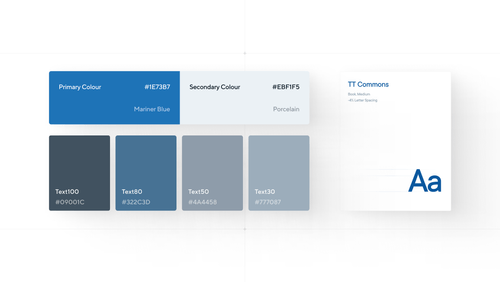 Primary Colour #1E73B7
Mariner Blue
Secondary Colour #EBF1F5
Porcelain
Text100
#09001C
Text80
#322C3D
Text50
#4A4458
Text30
#777087
TT Commons
Body Medium
-4% Letter Spacing
Aa